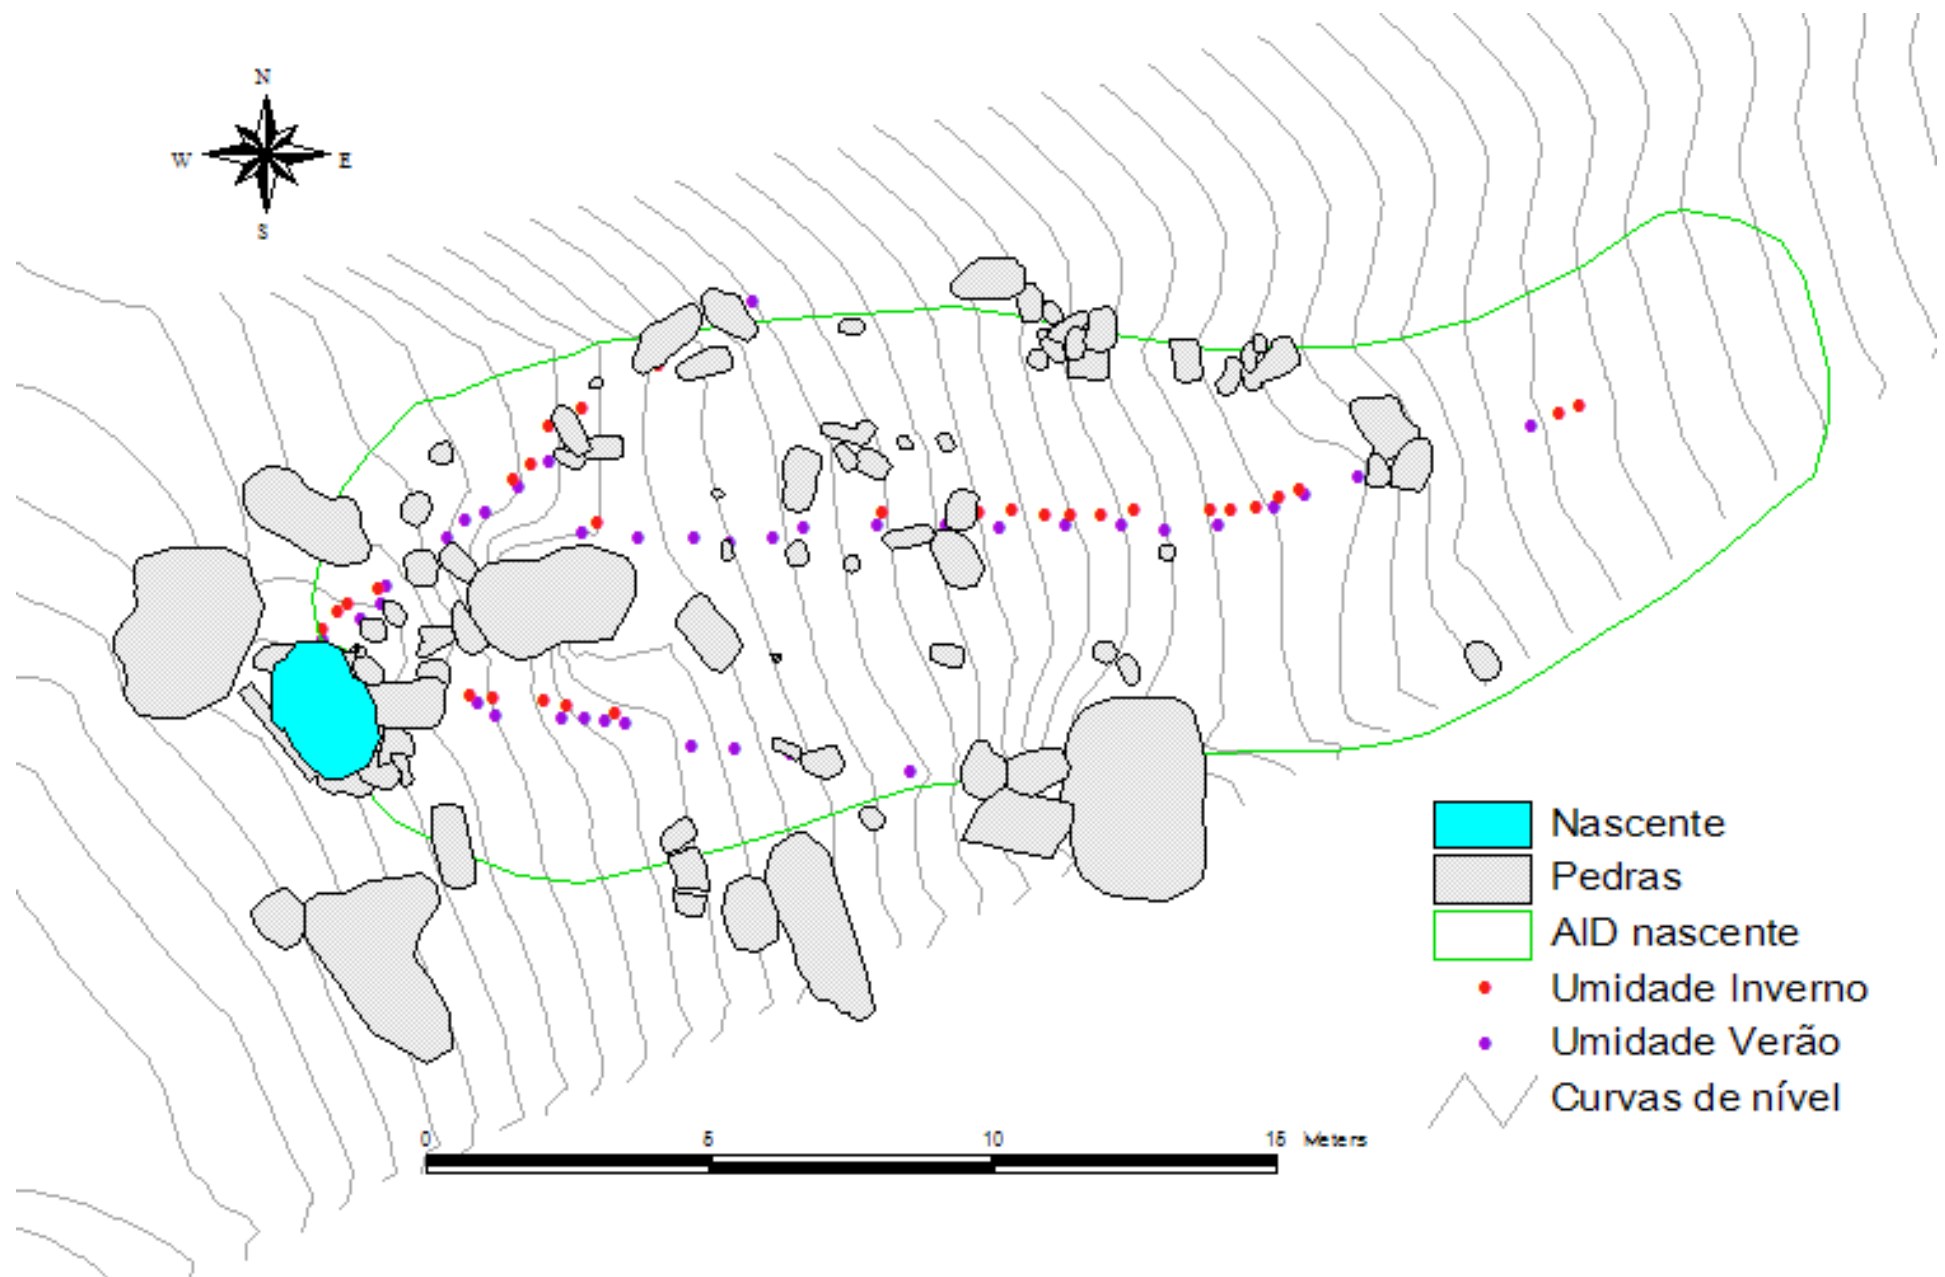 N
W E
S
Nascente
Pedras
AID nascente
Umidade Inverno
Umidade Verão
Curvas de nível
0 5 10 15 Meters